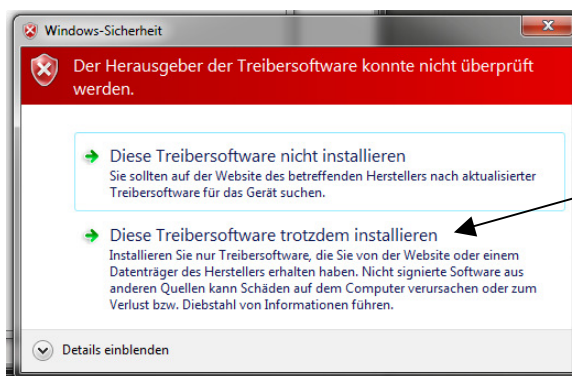 Windows-Sicherheit
Der Herausgeber der Treibersoftware konnte nicht überprüft
werden.
Diese Treibersoftware nicht installieren
Sie sollten auf der Website des betreffenden Herstellers nach aktualisierter
Treibersoftware für das Gerät suchen.
Diese Treibersoftware trotzdem installieren
Installieren Sie nur Treibersoftware, die Sie von der Website oder einem
Datenträger des Herstellers erhalten haben. Nicht signierte Software aus
anderen Quellen kann Schäden auf dem Computer verursachen oder zum
Verlust bzw. Diebstahl von Informationen führen.
Details einblenden